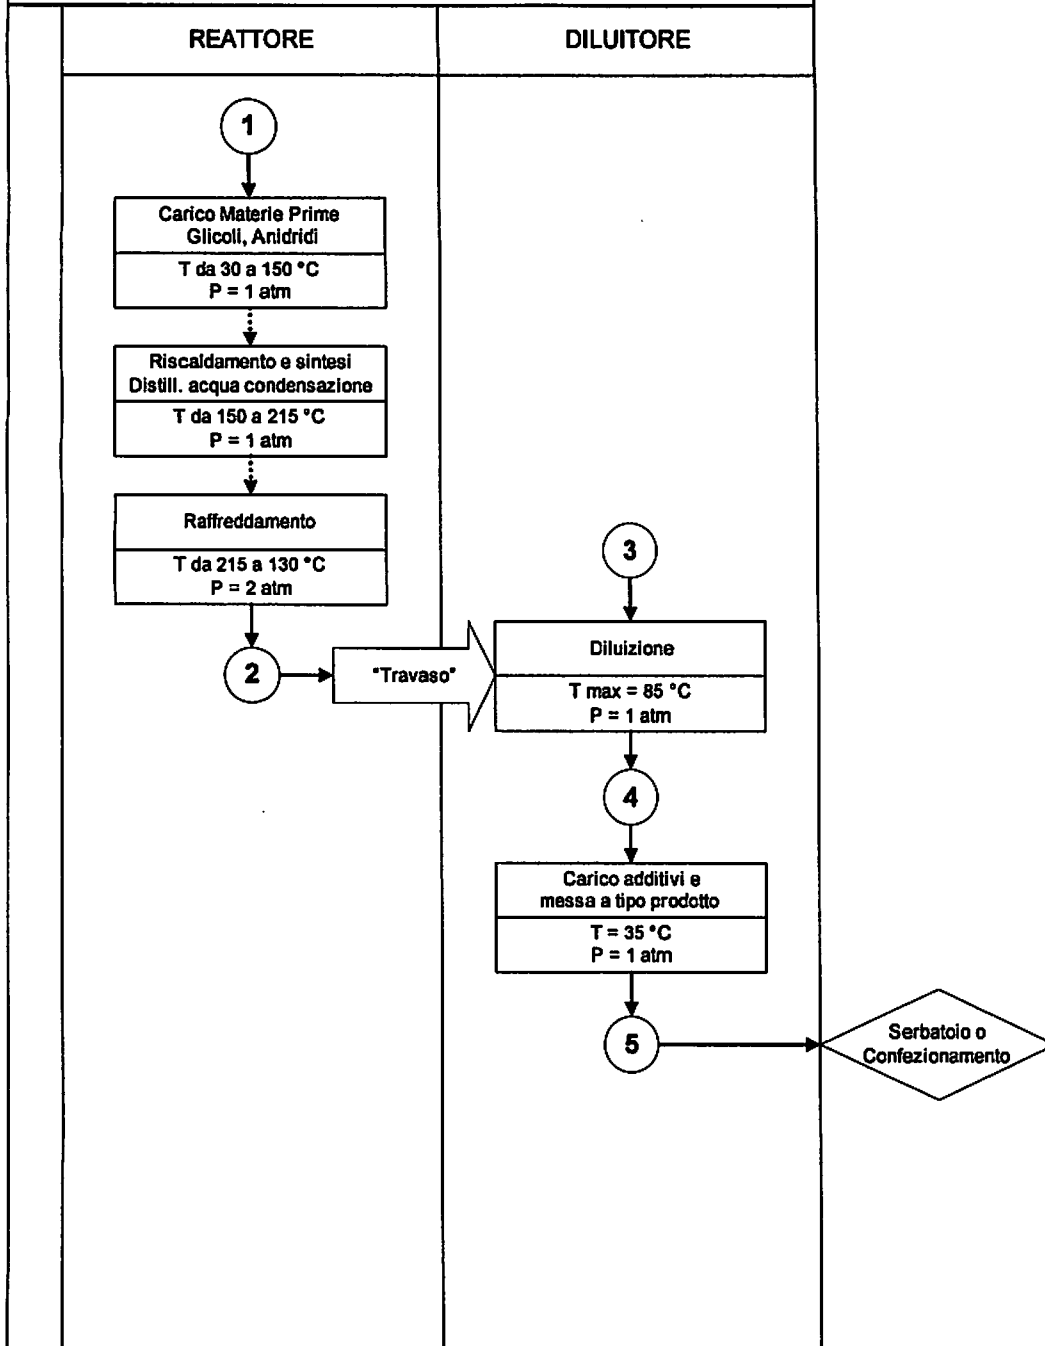 REATTORE
DILUITORE
1
Carico Materie Prime
Glicoli, Anidridi
T da 30 a 150 °C
P = 1 atm
Riscaldamento e sintesi
Distill. acqua condensazione
T da 150 a 215 °C
P = 1 atm
Raffreddamento
T da 215 a 130 °C
P = 2 atm
2
"Travaso"
3
Diluizione
T max = 85 °C
P = 1 atm
4
Carico additivi e
messa a tipo prodotto
T = 35 °C
P = 1 atm
5
Serbatoio o
Confezionamento